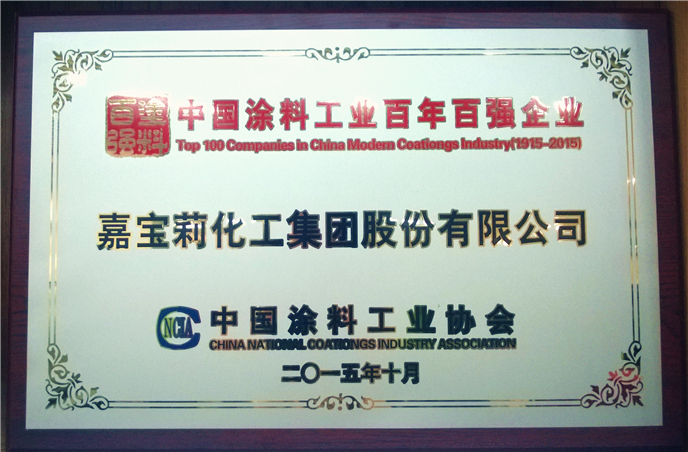 百强 涂料
中国涂料工业百年百强企业
Top 100 Companies in China Modern Coationgs Industry(1915-2015)
嘉宝莉化工集团股份有限公司
NCIA 中国涂料工业协会
CHINA NATIONAL COATIONGS INDUSTRY ASSOCIATION
二〇一五年十月